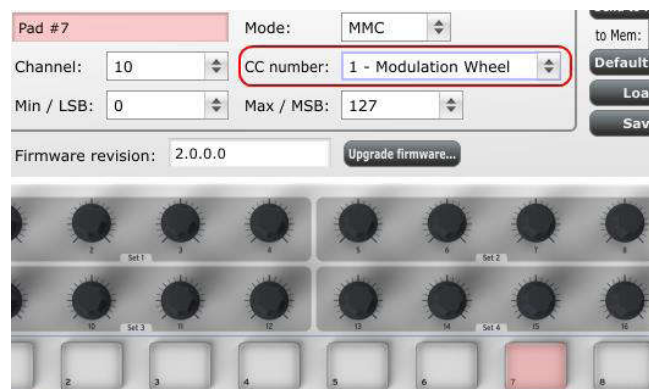 Pad #7 Mode: MMC
to Mem:
Channel: 10 CC number: 1 - Modulation Wheel
Default
Min / LSB: 0 Max / MSB: 127
Loa
Sav
Firmware revision: 2.0.0.0 Upgrade firmware...
2 3 4 5 6 7 8
Set 1 Set 2
10 11 12 13 14 15 16
Set 3 Set 4
2 3 4 5 6 7 8